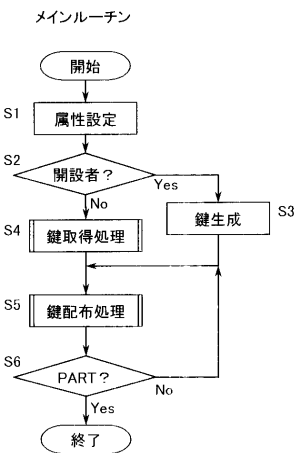 メインルーチン
開始
S1
属性設定
S2
開設者？
Yes
No
鍵生成
S3
S4
鍵取得処理
S5
鍵配布処理
S6
PART？
No
Yes
終了